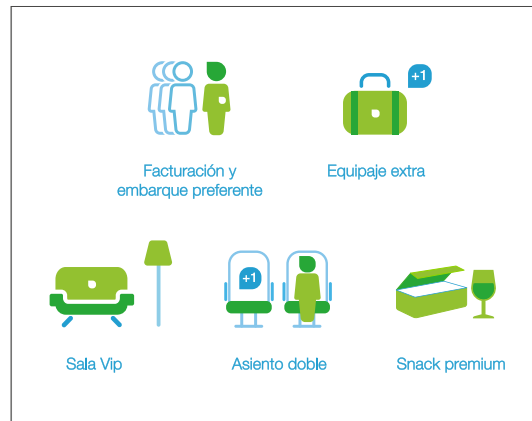 +1
Facturación y
embarque preferente
Equipaje extra
+1
Sala Vip
Asiento doble
Snack premium